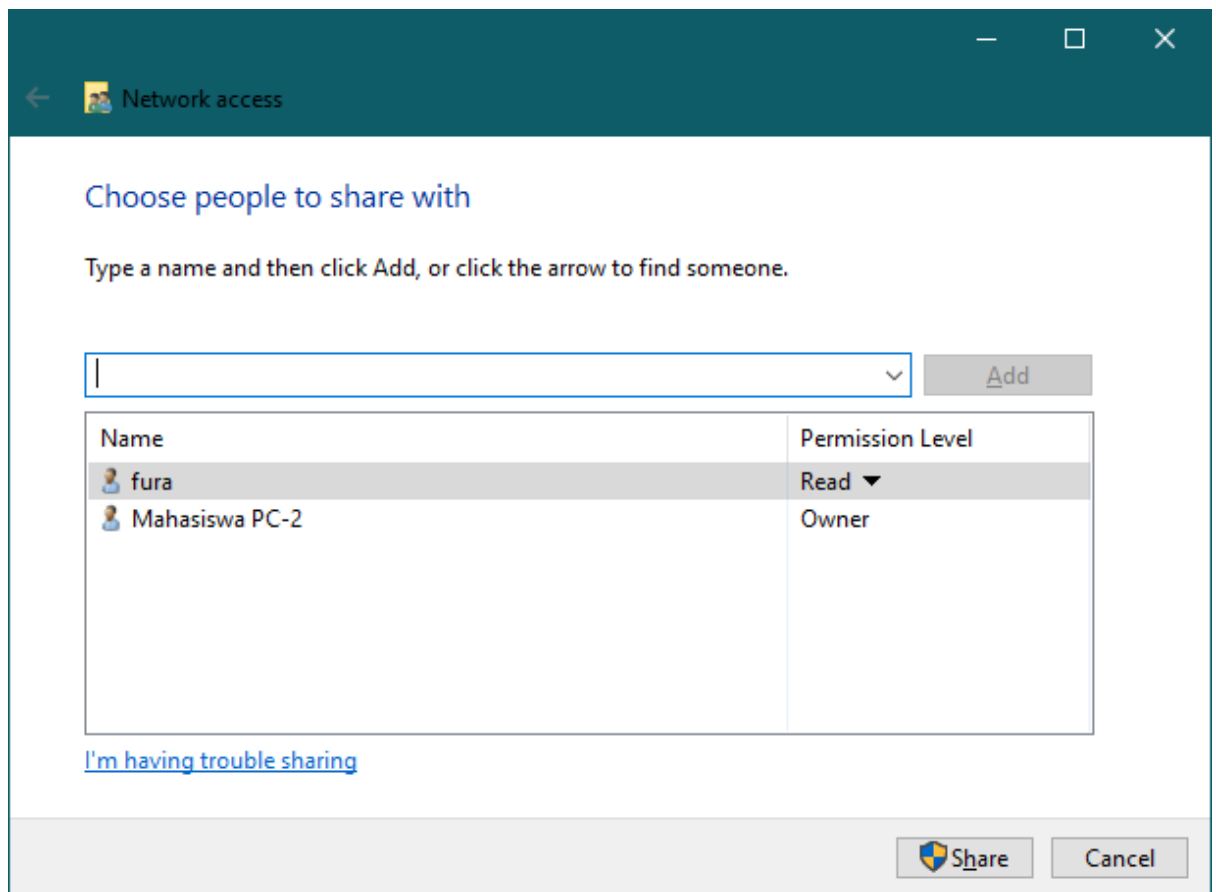 Network access
Choose people to share with
Type a name and then click Add, or click the arrow to find someone.
Add
Name Permission Level
fura Read
Mahasiswa PC-2 Owner
I'm having trouble sharing
Share Cancel